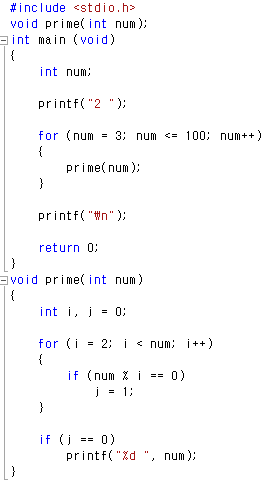 #include <stdio.h>
void prime(int num);
int main (void)
{
int num;
printf("2 ");
for (num = 3; num <= 100; num++)
{
prime(num);
}
printf("₩n");
return 0;
}
void prime(int num)
{
int i, j = 0;
for (i = 2; i < num; i++)
{
if (num % i == 0)
j = 1;
}
if (j == 0)
printf("%d ", num);
}